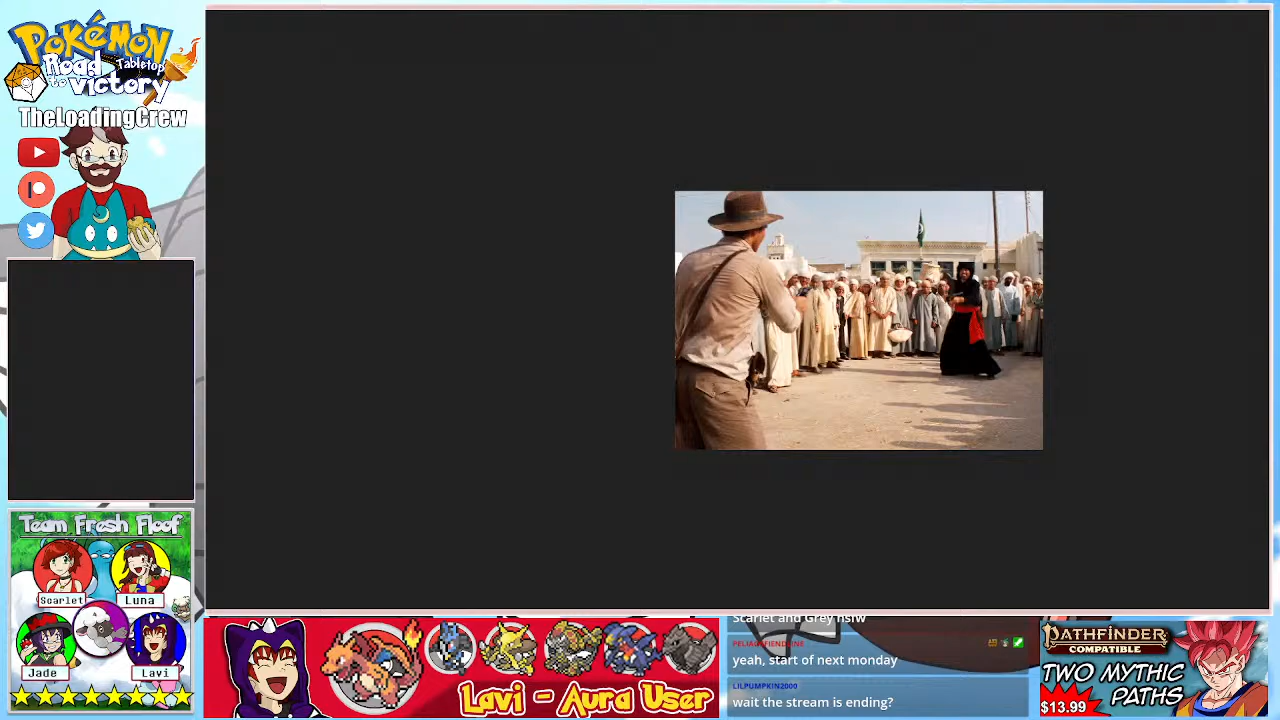 POKéMON
Tabletop
Road
to
victory
TheLoadingCrew
Team Fresh Floof
Scarlet
Luna
Jade
Lavi
Lavi - Aura User
Scarlet and Grey nsfw
yeah, start of next monday
LILPUMPKIN2000
wait the stream is ending?
PATHFINDER
COMPATIBLE
TWO MYTHIC
PATHS
$13.99